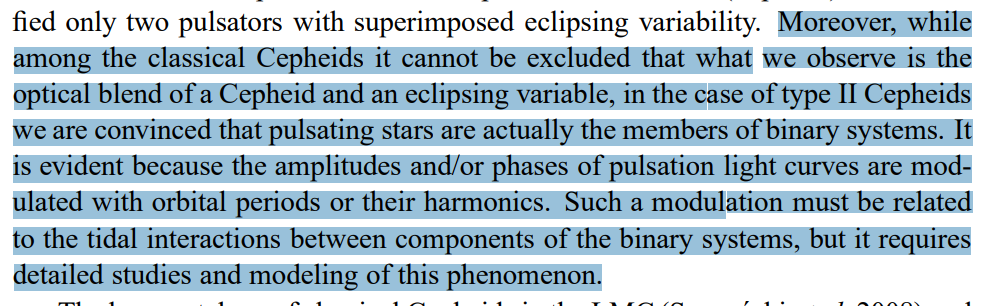 fied only two pulsators with superimposed eclipsing variability. Moreover, while
among the classical Cepheids it cannot be excluded that what we observe is the
optical blend of a Cepheid and an eclipsing variable, in the case of type II Cepheids
we are convinced that pulsating stars are actually the members of binary systems. It
is evident because the amplitudes and/or phases of pulsation light curves are mod-
ulated with orbital periods or their harmonics. Such a modulation must be related
to the tidal interactions between components of the binary systems, but it requires
detailed studies and modeling of this phenomenon.